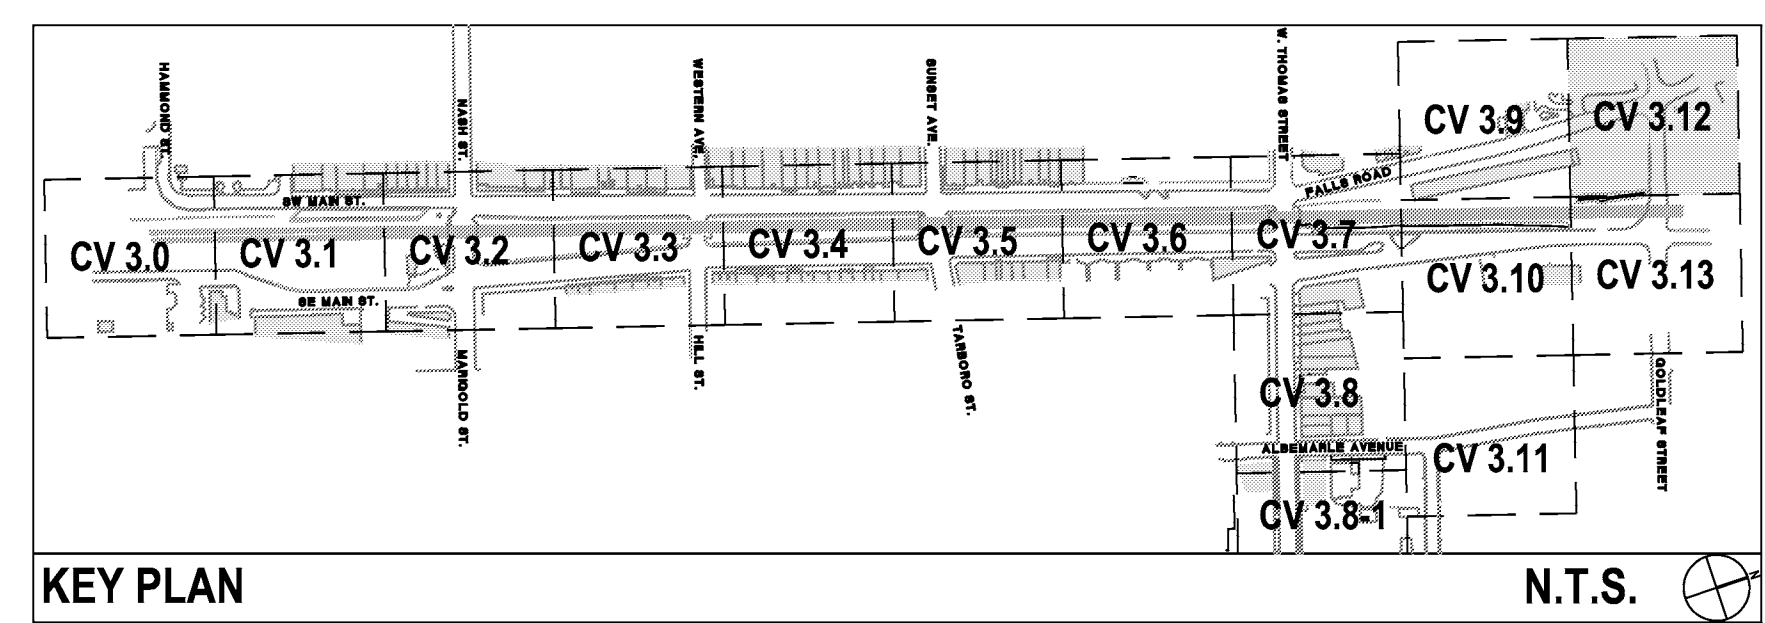 HAMMOND ST.
NASH ST.
WESTERN AVE.
SUNSET AVE.
W. THOMAS STREET
CV 3.9
CV 3.12
FALLS ROAD
SW MAIN ST.
CV 3.0
CV 3.1
CV 3.2
CV 3.3
CV 3.4
CV 3.5
CV 3.6
CV 3.7
CV 3.10
CV 3.13
SE MAIN ST.
MARIGOLD ST.
HILL ST.
TARBORO ST.
CV 3.8
GOLDLEAF STREET
ALBEMARLE AVENUE
CV 3.11
CV 3.8-1
KEY PLAN
N.T.S.
N